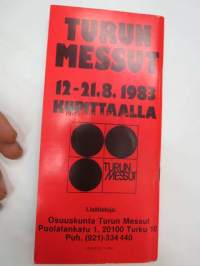 TURUN
MESSUT
12-21.8. 1983
KUPITTAALLA
TURUN
MESSUT
Lisätietoja:
Osuuskunta Turun Messut
Puolalankatu 1, 20100 Turku 10
Puh. (921)-334 440